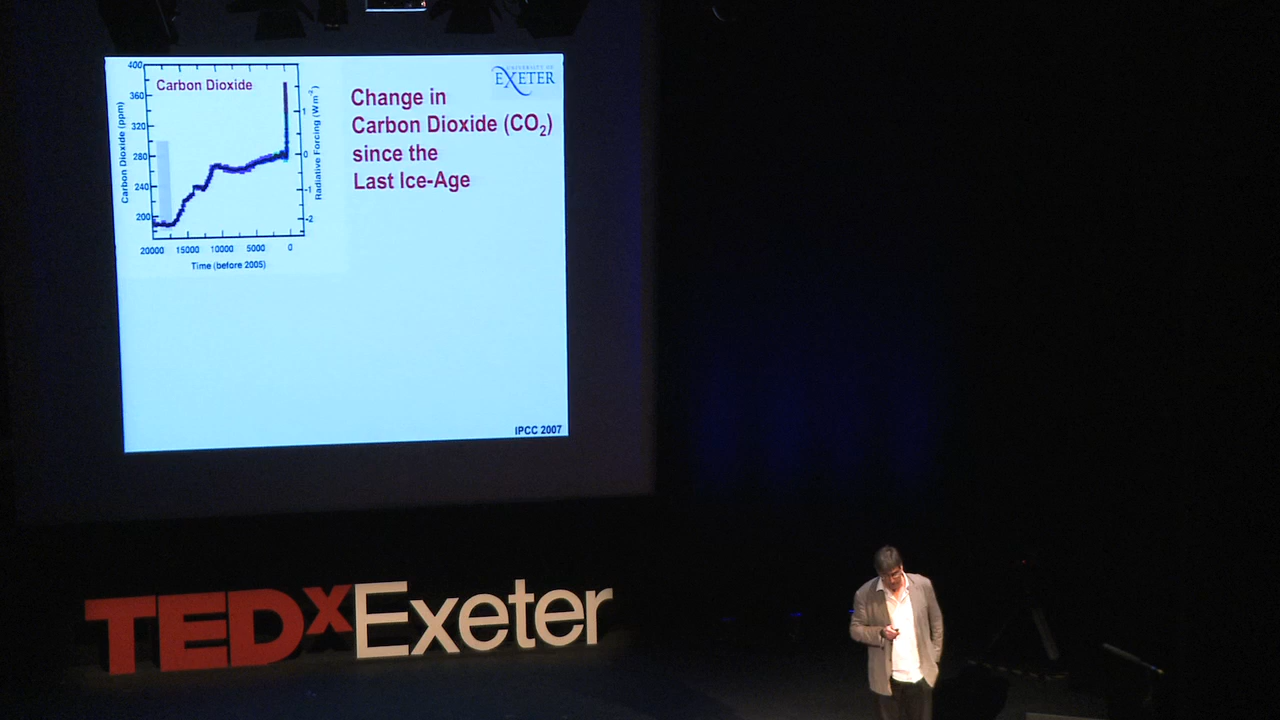 400
360
320
280
240
200
Carbon Dioxide (ppm)
Carbon Dioxide
1
0
-1
-2
Radiative Forcing (Wm⁻²)
20000 15000 10000 5000 0
Time (before 2005)
UNIVERSITY OF
EXETER
Change in
Carbon Dioxide (CO₂)
since the
Last Ice-Age
IPCC 2007
TEDxExeter